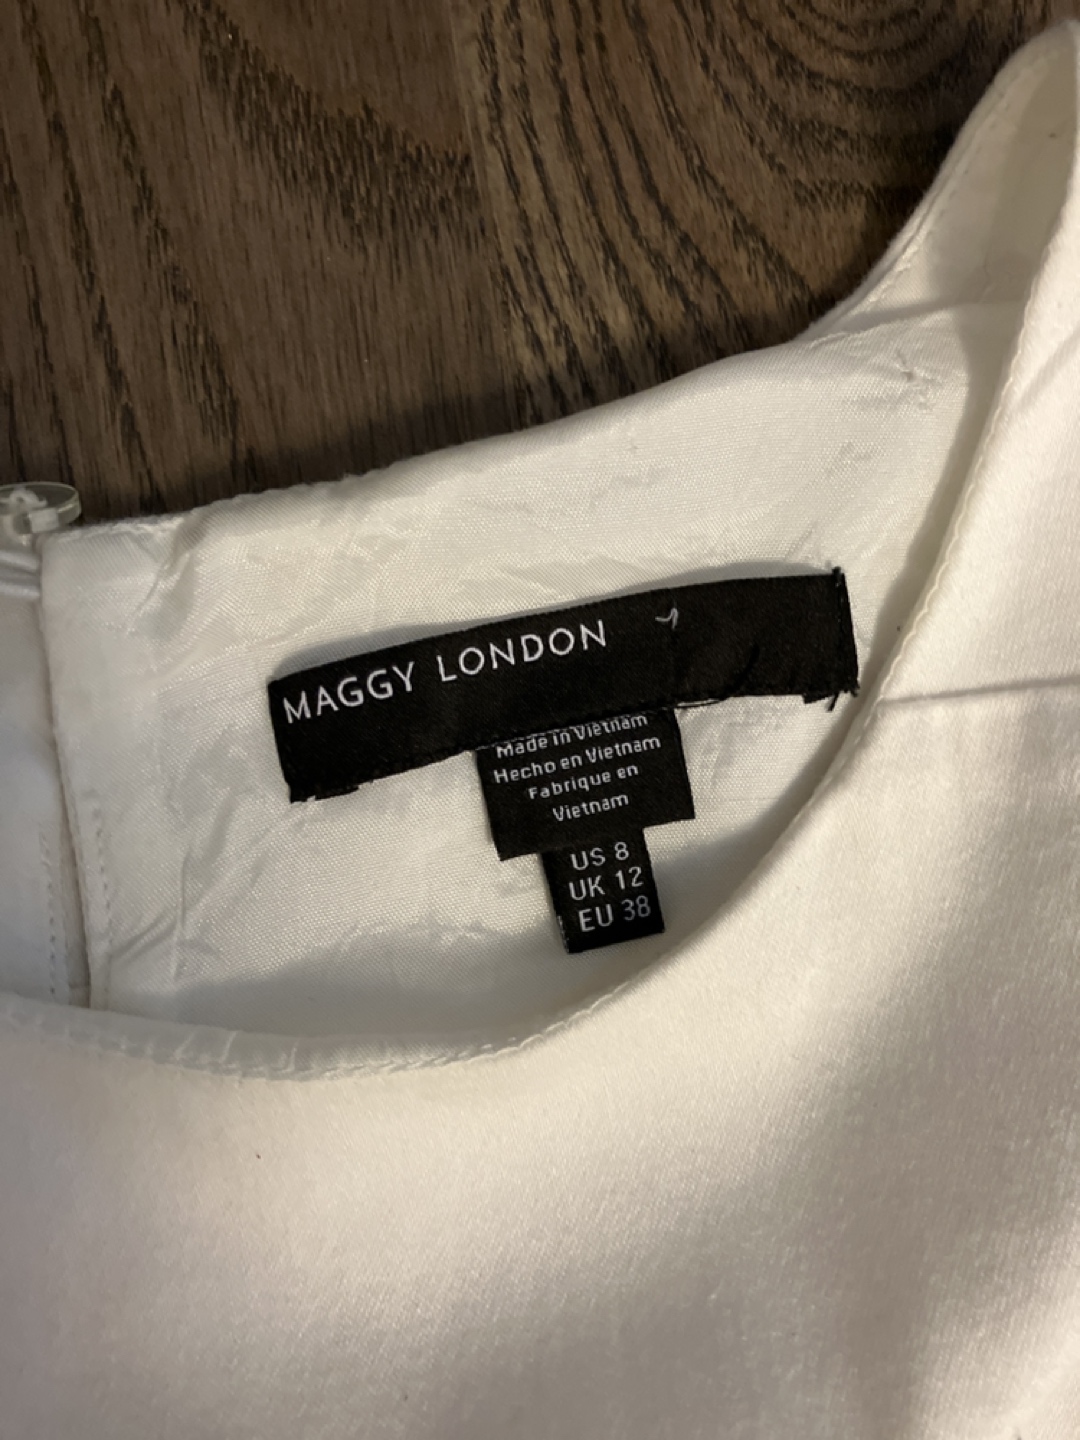 MAGGY LONDON
Made in Vietnam
Hecho en Vietnam
Fabrique en
Vietnam
US 8
UK 12
EU 38